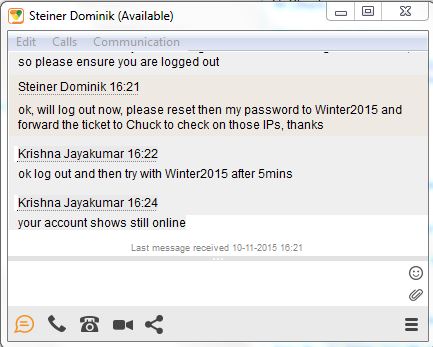 Steiner Dominik (Available)
Edit Calls Communication
so please ensure you are logged out
Steiner Dominik 16:21
ok, will log out now, please reset then my password to Winter2015 and
forward the ticket to Chuck to check on those IPs, thanks
Krishna Jayakumar 16:22
ok log out and then try with Winter2015 after 5mins
Krishna Jayakumar 16:24
your account shows still online
Last message received 10-11-2015 16:21